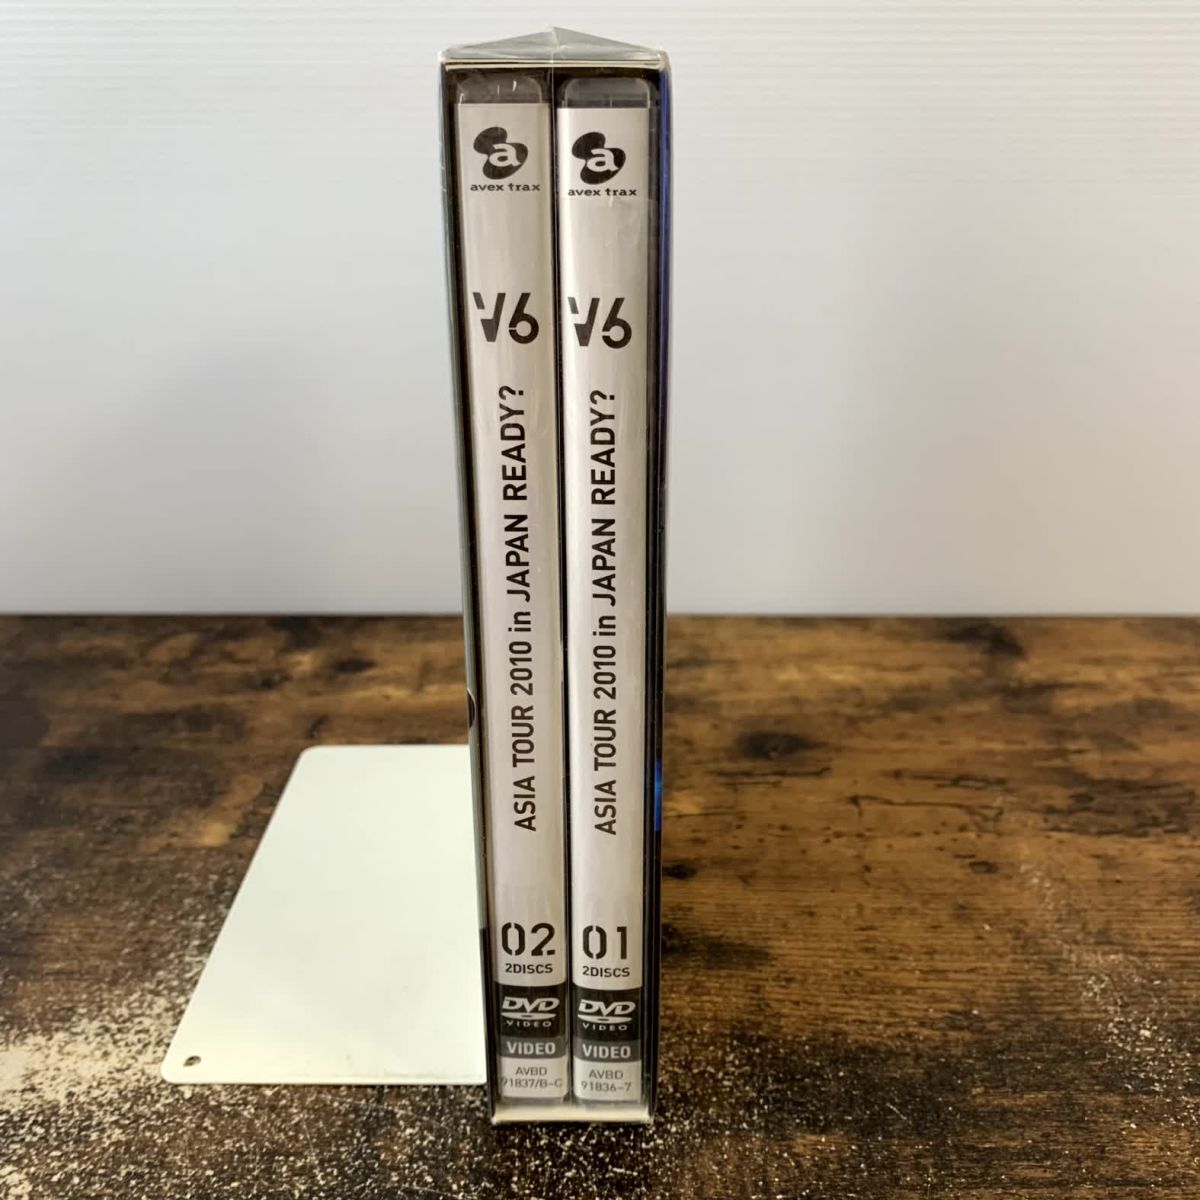 a
avex trax
V6
ASIA TOUR 2010 in JAPAN READY?
02
2DISCS
DVD
VIDEO
VIDEO
AVBD
91837/B-C
a
avex trax
V6
ASIA TOUR 2010 in JAPAN READY?
01
2DISCS
DVD
VIDEO
VIDEO
AVBD
91836-7